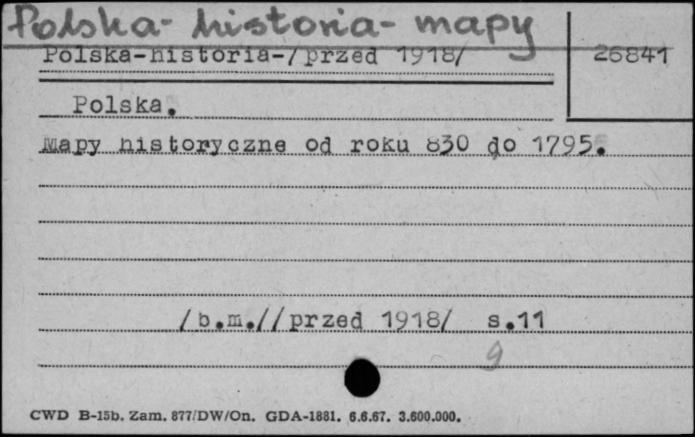 Polska- historia- mapy
Polska-historia-/przed 1918/
26841
Polska.
Mapy historyczne od roku 830 do 1795.
/b.m.//przed 1918/ s.11
9
CWD B-15b. Zam. 877/DW/On. GDA-1881. 6.6.67. 3.600.000.